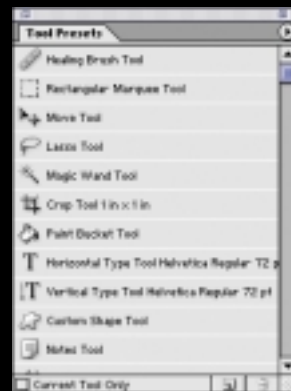 Tool Presets
Healing Brush Tool
Rectangular Marquee Tool
Move Tool
Lasso Tool
Magic Wand Tool
Crop Tool 1 in x 1 in
Paint Bucket Tool
Horizontal Type Tool Helvetica Regular 72 p
Vertical Type Tool Helvetica Regular 72 pt
Custom Shape Tool
Notes Tool
Current Tool Only